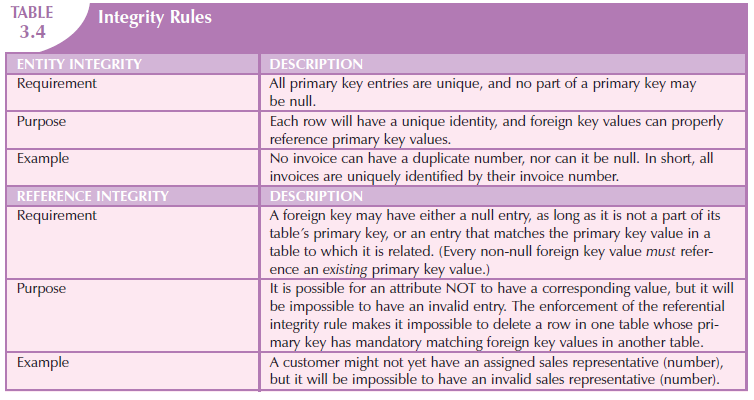 TABLE
3.4
Integrity Rules
ENTITY INTEGRITY
DESCRIPTION
Requirement
All primary key entries are unique, and no part of a primary key may
be null.
Purpose
Each row will have a unique identity, and foreign key values can properly
reference primary key values.
Example
No invoice can have a duplicate number, nor can it be null. In short, all
invoices are uniquely identified by their invoice number.
REFERENCE INTEGRITY
DESCRIPTION
Requirement
A foreign key may have either a null entry, as long as it is not a part of its
table's primary key, or an entry that matches the primary key value in a
table to which it is related. (Every non-null foreign key value must refer-
ence an existing primary key value.)
Purpose
It is possible for an attribute NOT to have a corresponding value, but it will
be impossible to have an invalid entry. The enforcement of the referential
integrity rule makes it impossible to delete a row in one table whose pri-
mary key has mandatory matching foreign key values in another table.
Example
A customer might not yet have an assigned sales representative (number),
but it will be impossible to have an invalid sales representative (number).